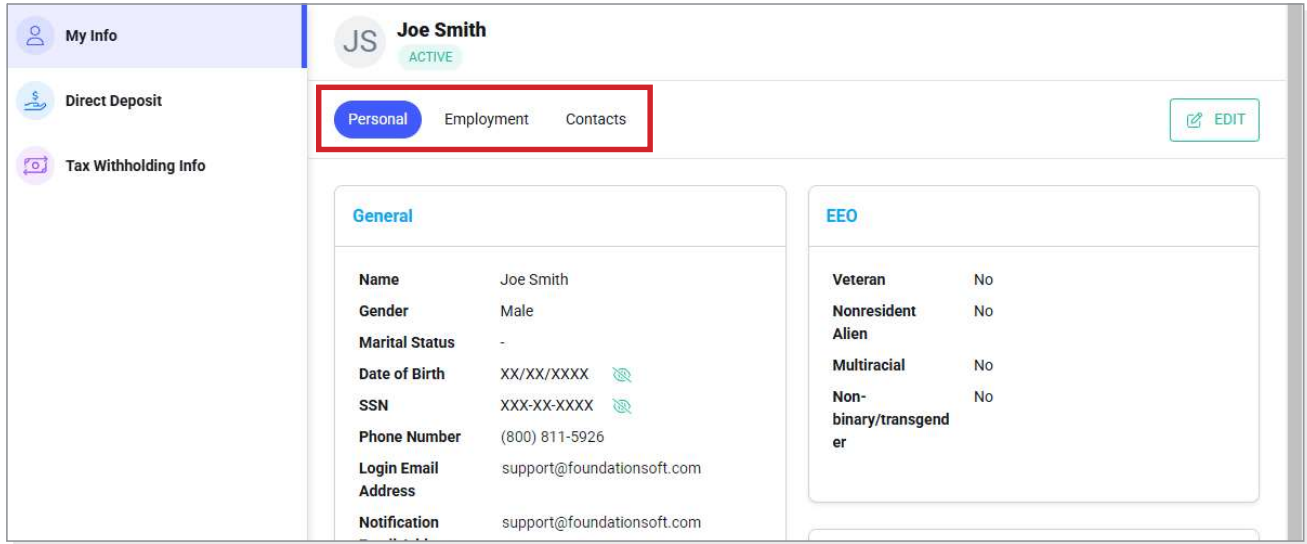 My Info
Direct Deposit
Tax Withholding Info
JS
Joe Smith
ACTIVE
Personal Employment Contacts
EDIT
General
Name Joe Smith
Gender Male
Marital Status -
Date of Birth XX/XX/XXXX
SSN XXX-XX-XXXX
Phone Number (800) 811-5926
Login Email support@foundationsoft.com
Address
Notification support@foundationsoft.com
EEO
Veteran No
Nonresident No
Alien
Multiracial No
Non- No
binary/transgend
er